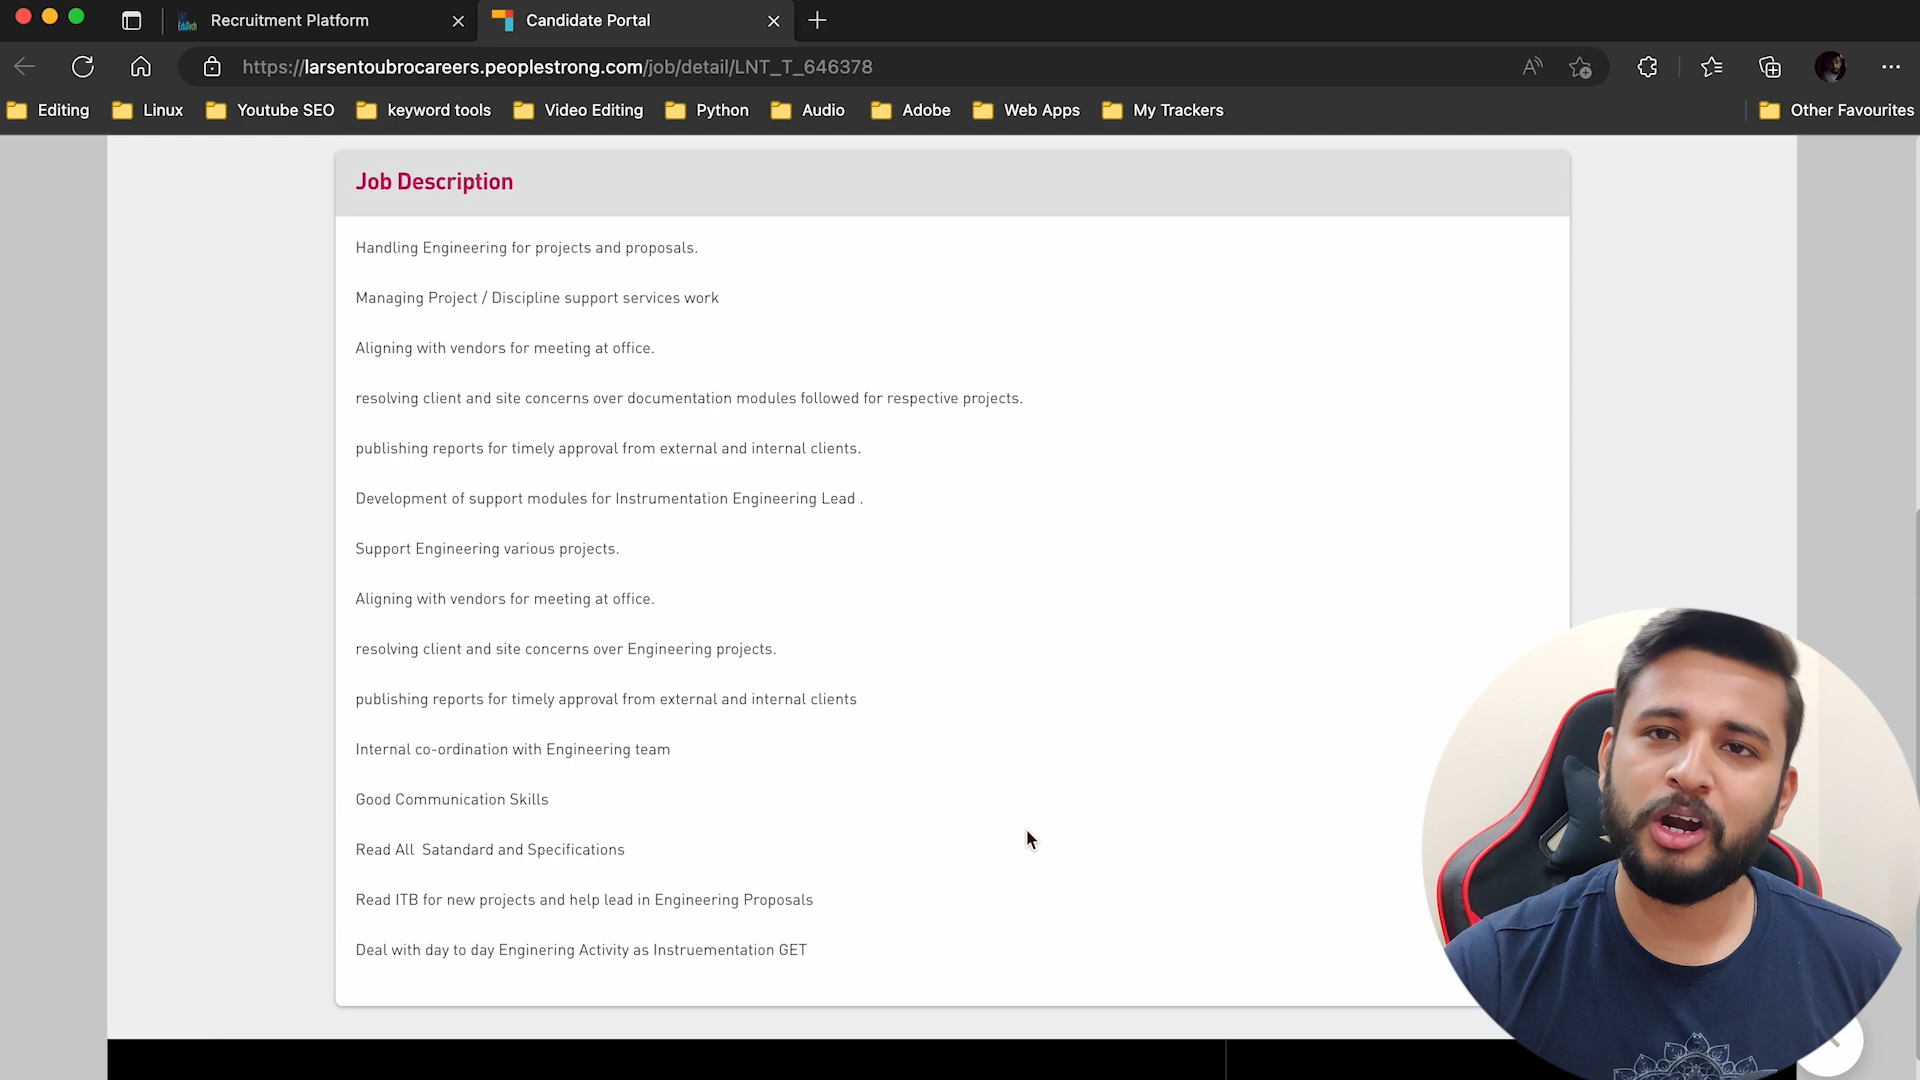 Recruitment Platform
Candidate Portal
https://larsentoubrocareers.peoplestrong.com/job/detail/LNT_T_646378
Editing
Linux
Youtube SEO
keyword tools
Video Editing
Python
Audio
Adobe
Web Apps
My Trackers
Other Favourites
Job Description
Handling Engineering for projects and proposals.
Managing Project / Discipline support services work
Aligning with vendors for meeting at office.
resolving client and site concerns over documentation modules followed for respective projects.
publishing reports for timely approval from external and internal clients.
Development of support modules for Instrumentation Engineering Lead .
Support Engineering various projects.
Aligning with vendors for meeting at office.
resolving client and site concerns over Engineering projects.
publishing reports for timely approval from external and internal clients
Internal co-ordination with Engineering team
Good Communication Skills
Read All Satandard and Specifications
Read ITB for new projects and help lead in Engineering Proposals
Deal with day to day Enginering Activity as Instruementation GET